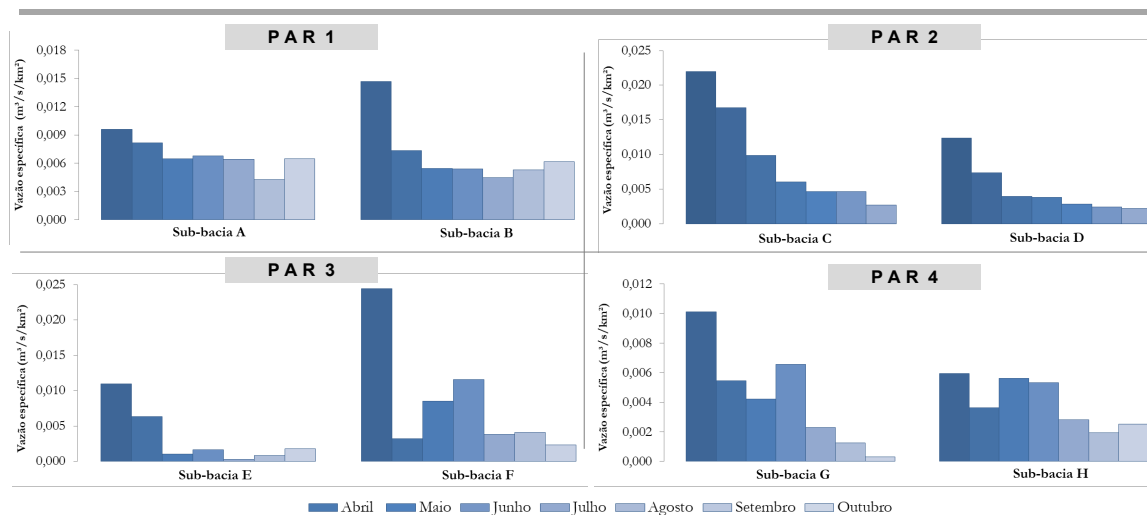 PAR 1
Vazão específica (m³/s/km²)
0,018
0,015
0,012
0,009
0,006
0,003
0,000
Sub-bacia A
Sub-bacia B
PAR 2
Vazão específica (m³/s/km²)
0,025
0,020
0,015
0,010
0,005
0,000
Sub-bacia C
Sub-bacia D
PAR 3
Vazão específica (m³/s/km²)
0,025
0,020
0,015
0,010
0,005
0,000
Sub-bacia E
Sub-bacia F
PAR 4
Vazão específica (m³/s/km²)
0,012
0,010
0,008
0,006
0,004
0,002
0,000
Sub-bacia G
Sub-bacia H
Abril Maio Junho Julho Agosto Setembro Outubro